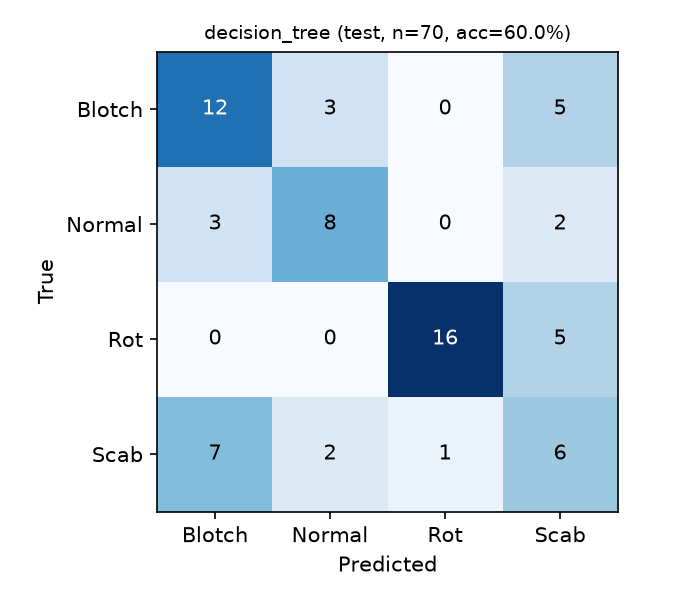 decision_tree (test, n=70, acc=60.0%)
Blotch 12 3 0 5
Normal 3 8 0 2
True
Rot 0 0 16 5
Scab 7 2 1 6
Blotch Normal Rot Scab
Predicted